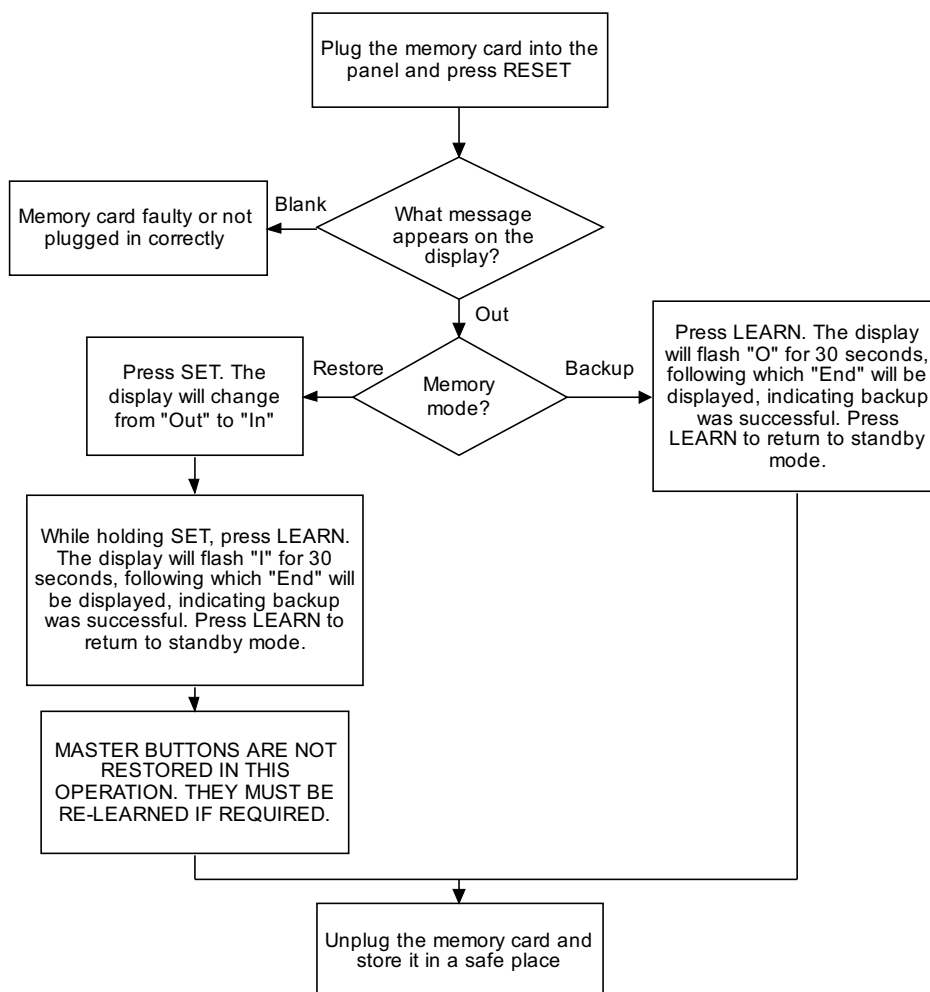 Plug the memory card into the
panel and press RESET
Blank
Memory card faulty or not
plugged in correctly
What message
appears on the
display?
Out
Restore
Memory
mode?
Backup
Press SET. The
display will change
from "Out" to "In"
Press LEARN. The display
will flash "O" for 30 seconds,
following which "End" will be
displayed, indicating backup
was successful. Press
LEARN to return to standby
mode.
While holding SET, press LEARN.
The display will flash "I" for 30
seconds, following which "End" will
be displayed, indicating backup
was successful. Press LEARN to
return to standby mode.
MASTER BUTTONS ARE NOT
RESTORED IN THIS
OPERATION. THEY MUST BE
RE-LEARNED IF REQUIRED.
Unplug the memory card and
store it in a safe place